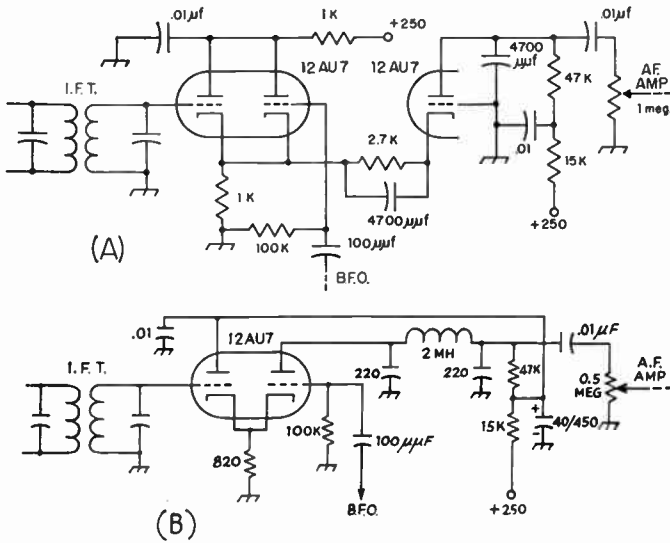 .01µf
1K
+250
12AU7
12AU7
4700
µµf
.01µf
47K
A.F.
AMP
1 meg.
I.F.T.
2.7K
.01
15K
1K
4700µµf
+250
100K
100µµf
B.F.O.
(A)
.01
12AU7
2 MH
.01µF
I.F.T.
220
220
47K
0.5
MEG
A.F.
AMP
100K
100µµF
15K
+
-
40/450
820
B.F.O.
+250
(B)